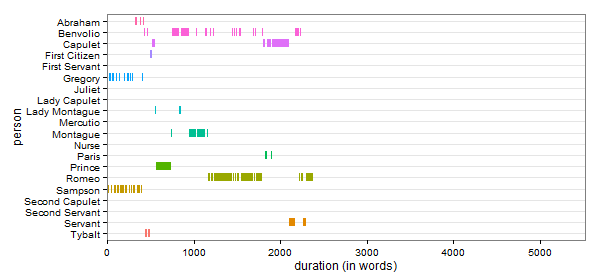 person
Abraham
Benvolio
Capulet
First Citizen
First Servant
Gregory
Juliet
Lady Capulet
Lady Montague
Mercutio
Montague
Nurse
Paris
Prince
Romeo
Sampson
Second Capulet
Second Servant
Servant
Tybalt
0 1000 2000 3000 4000 5000
duration (in words)